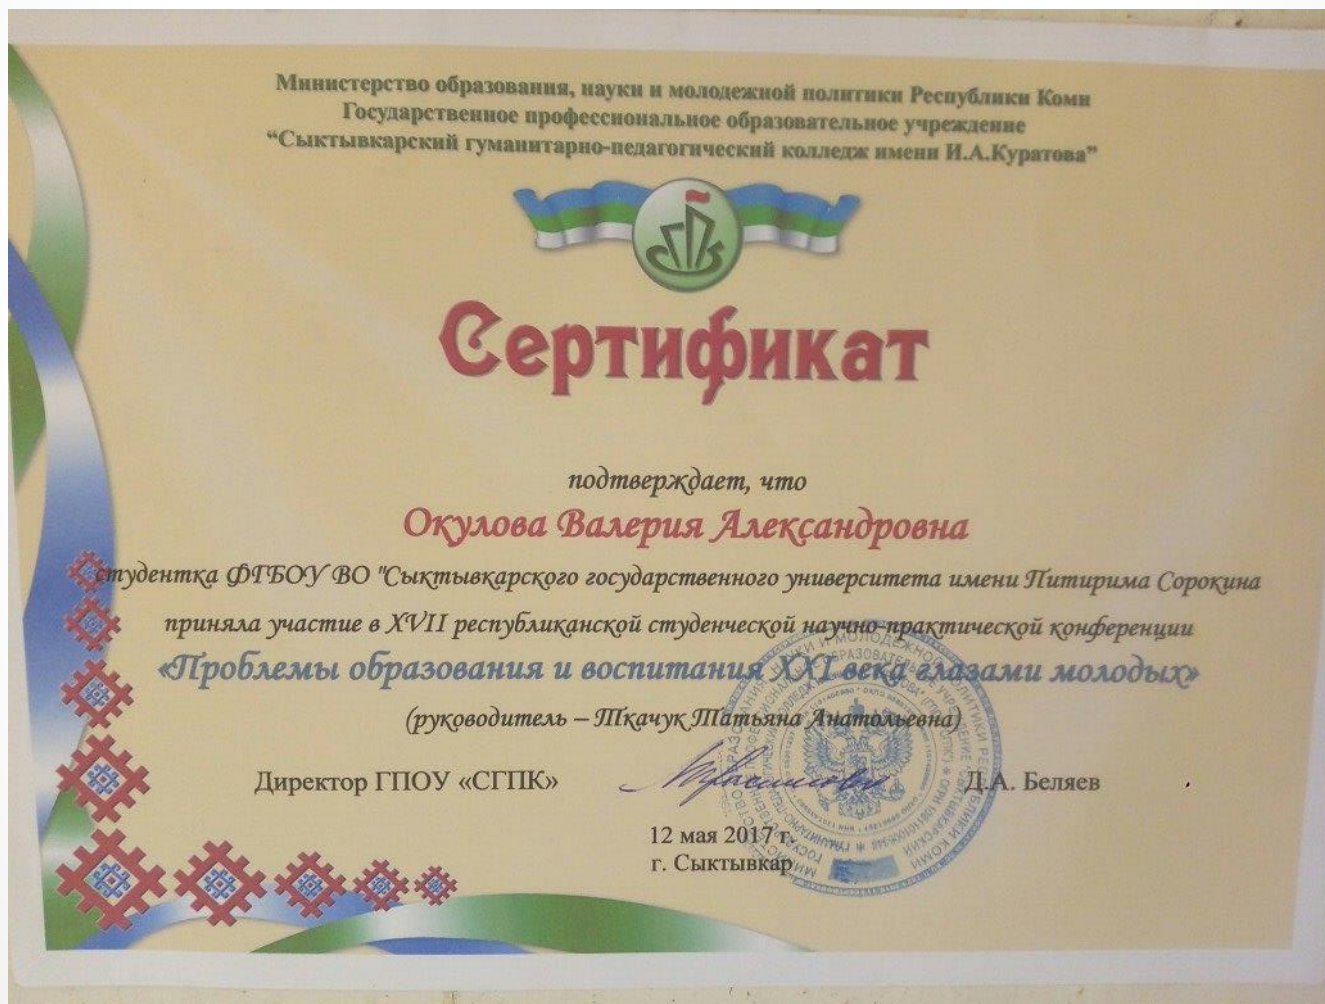 Министерство образования, науки и молодежной политики Республики Коми
Государственное профессиональное образовательное учреждение
“Сыктывкарский гуманитарно-педагогический колледж имени И.А.Куратова”
Сертификат
подтверждает, что
Окулова Валерия Александровна
студентка ФГБОУ ВО "Сыктывкарского государственного университета имени Питирима Сорокина
приняла участие в XVII республиканской студенческой научно-практической конференции
«Проблемы образования и воспитания XXI века глазами молодых»
(руководитель – Ткачук Татьяна Анатольевна)
Директор ГПОУ «СГПК» Д.А. Беляев
12 мая 2017 г.
г. Сыктывкар